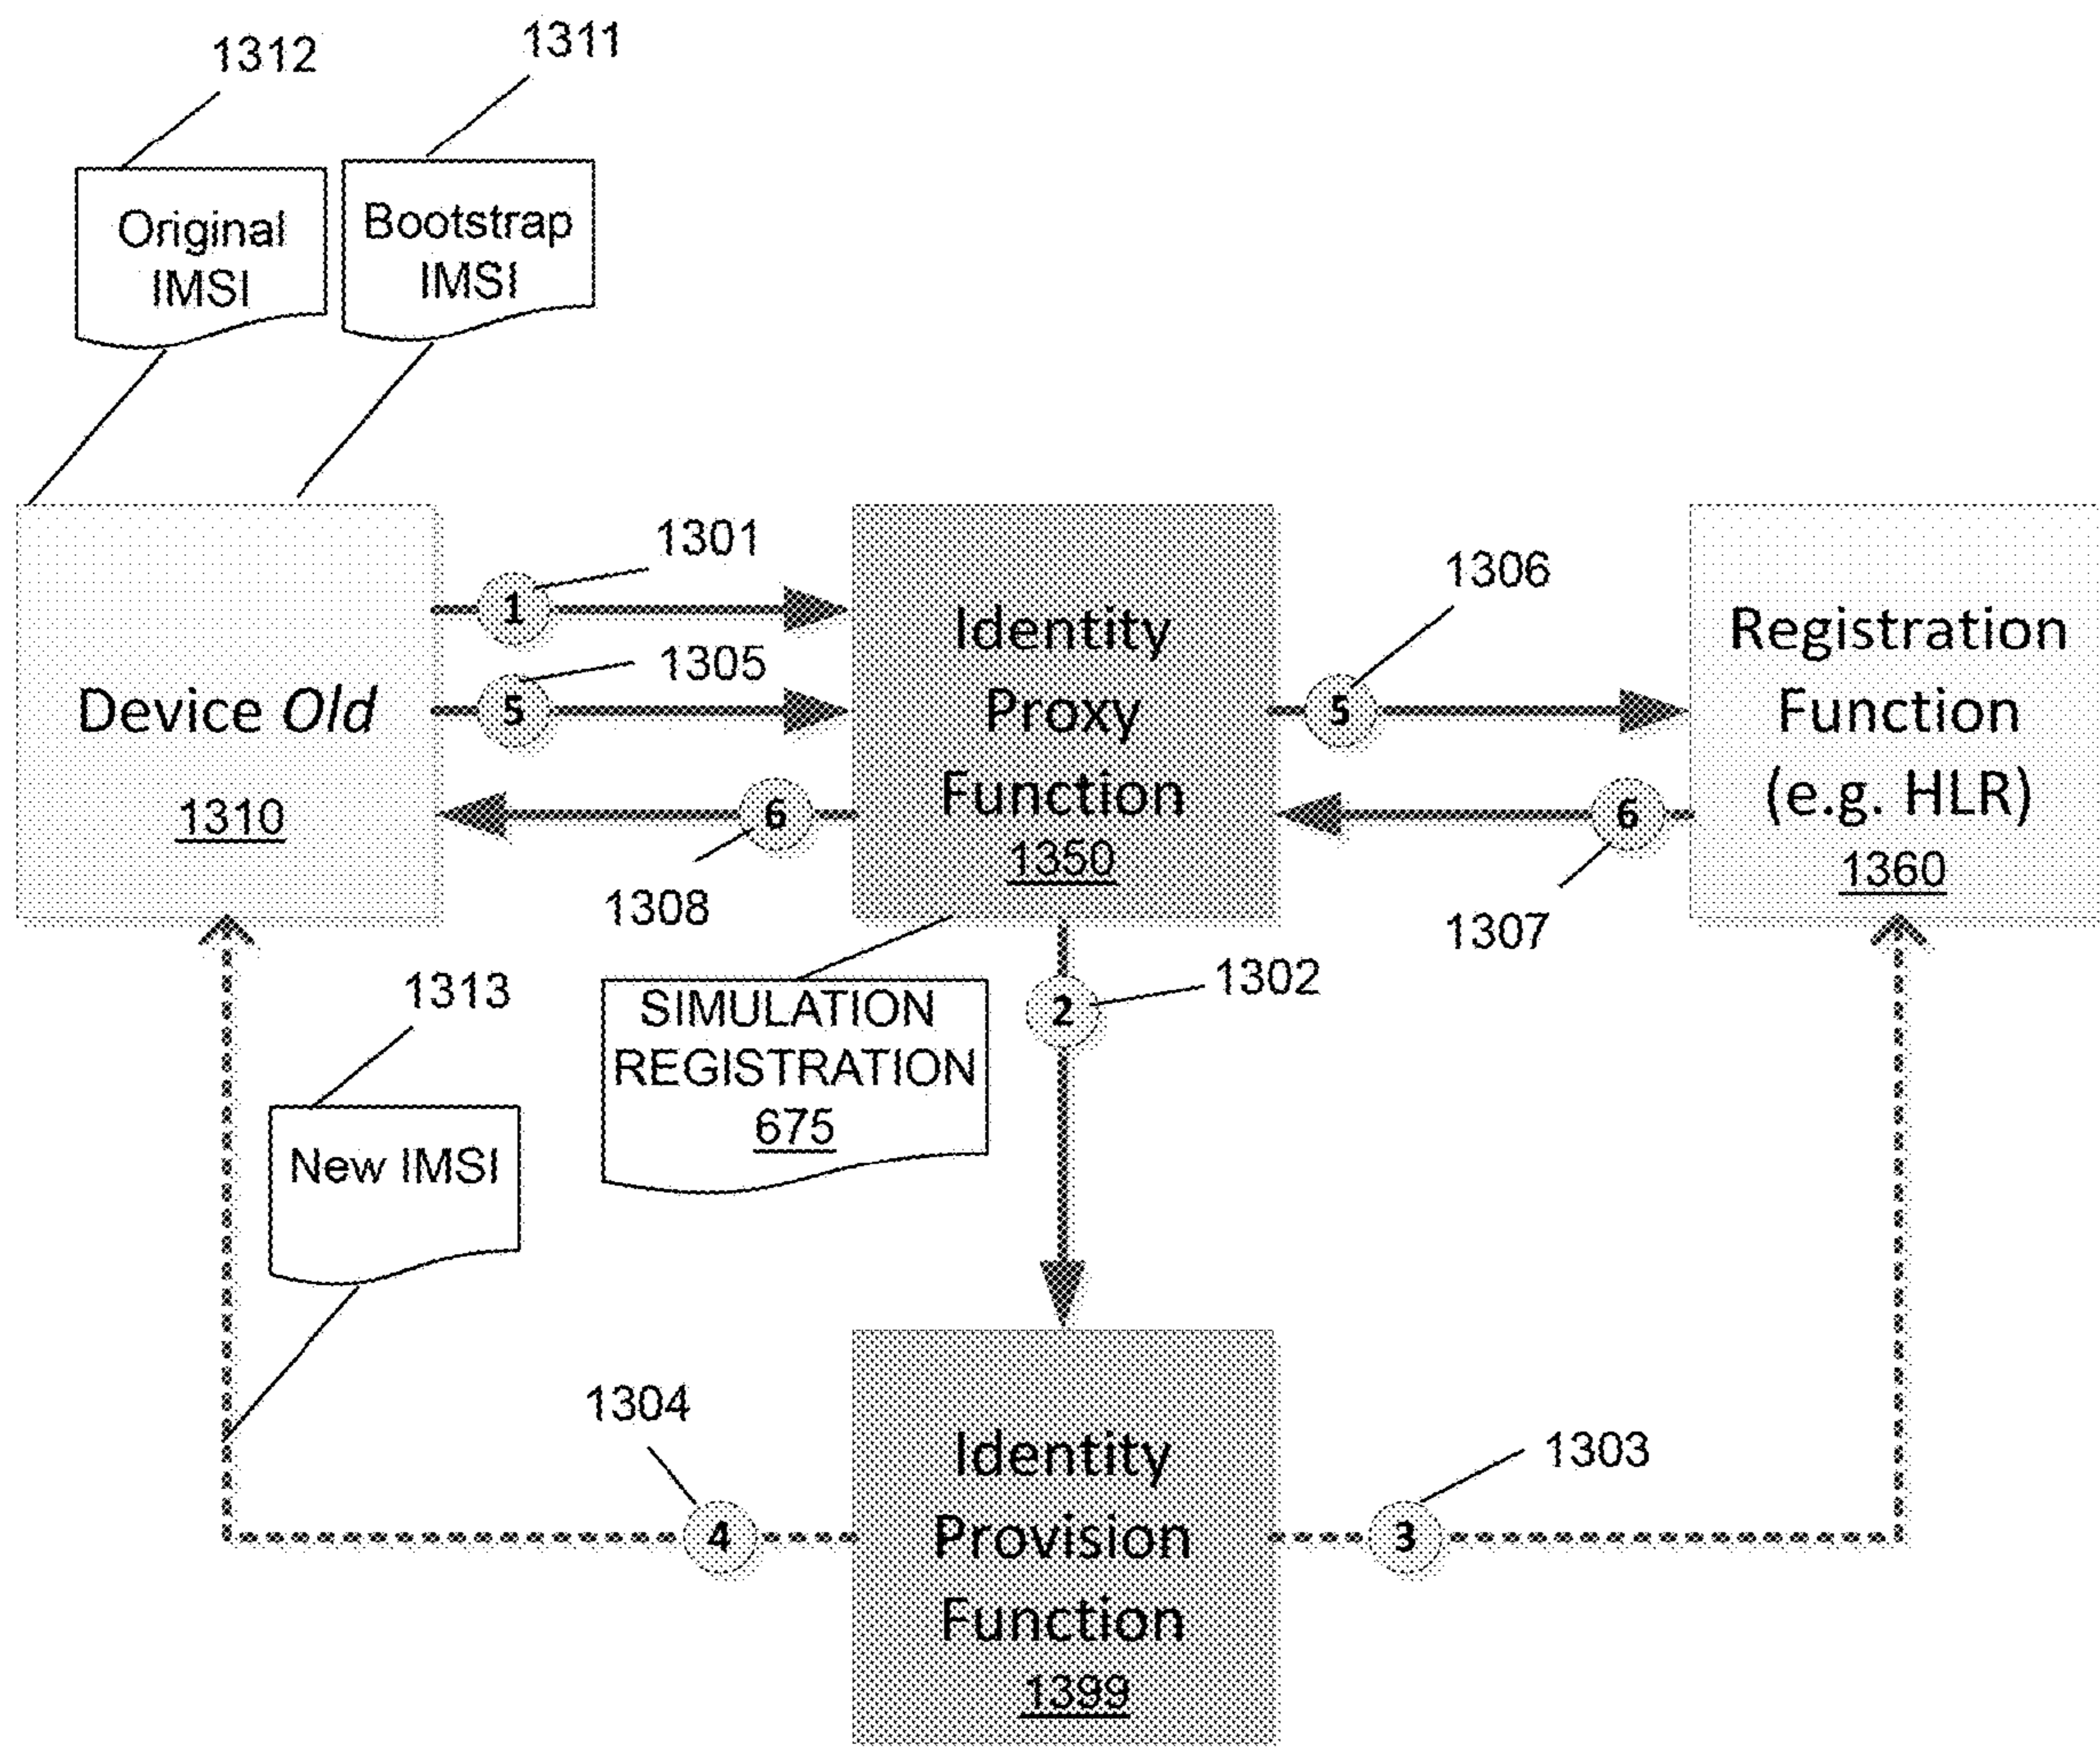 1312
1311
Original
IMSI
Bootstrap
IMSI
1301
1
1305
5
1306
5
Device Old
1310
Identity
Proxy
Function
1350
Registration
Function
(e.g. HLR)
1360
6
1308
6
1307
1313
New IMSI
SIMULATION
REGISTRATION
675
2
1302
1304
4
Identity
Provision
Function
1399
1303
3